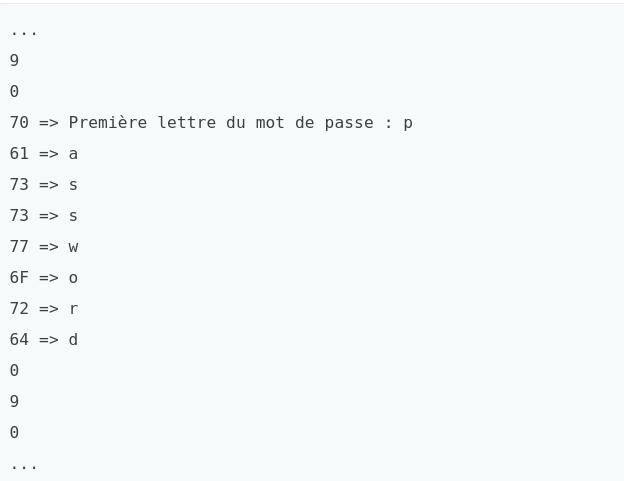 ...
9
0
70 => Première lettre du mot de passe : p
61 => a
73 => s
73 => s
77 => w
6F => o
72 => r
64 => d
0
9
0
...